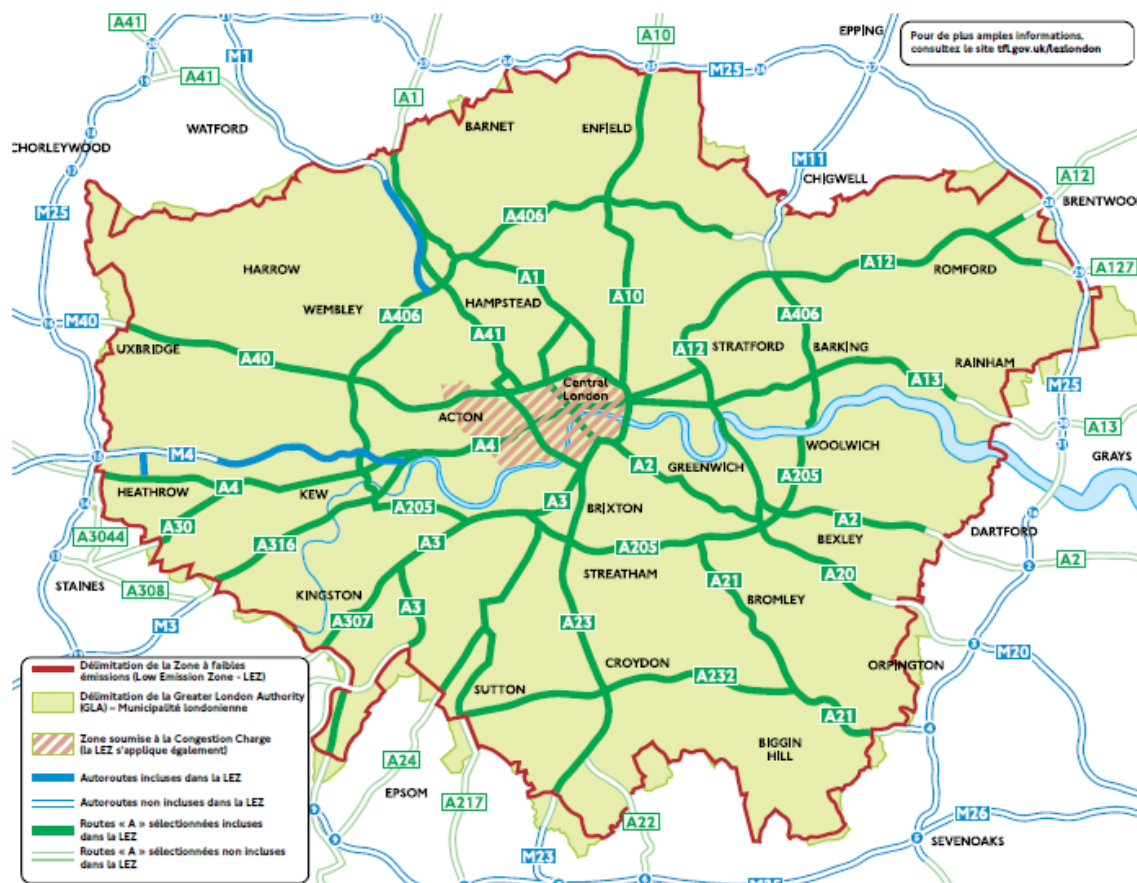 A41
M1
A10
EPPING
Pour de plus amples informations,
consultez le site tfl.gov.uk/lezlondon
A41
A1
M25
WATFORD
BARNET
ENFIELD
M11
CHORLEYWOOD
CHIGWELL
A12
BRENTWOOD
M25
A406
HARROW
A12
ROMFORD
A127
WEMBLEY
A406
HAMPSTEAD
A1
A10
A41
A406
M40
UXBRIDGE
A40
A12
STRATFORD
BARKING
RAINHAM
M25
Central
London
A13
ACTON
A13
A4
WOOLWICH
GRAYS
M4
A2
GREENWICH
HEATHROW
A4
KEW
A3
BRIXTON
A205
A30
A205
A2
DARTFORD
A3044
A316
A3
A205
BEXLEY
A2
STAINES
A308
STREATHAM
A21
A20
M3
KINGSTON
A307
A3
A23
BROMLEY
M20
CROYDON
ORPINGTON
SUTTON
A232
A21
BIGGIN
HILL
A24
EPSOM
A217
A22
M23
M26
SEVENOAKS
M25
Délimitation de la Zone à faibles
émissions (Low Emission Zone - LEZ)
Délimitation de la Greater London Authority
(GLA) – Municipalité londonienne
Zone soumise à la Congestion Charge
(la LEZ s'applique également)
Autoroutes incluses dans la LEZ
Autoroutes non incluses dans la LEZ
Routes « A » sélectionnées incluses
dans la LEZ
Routes « A » sélectionnées non incluses
dans la LEZ